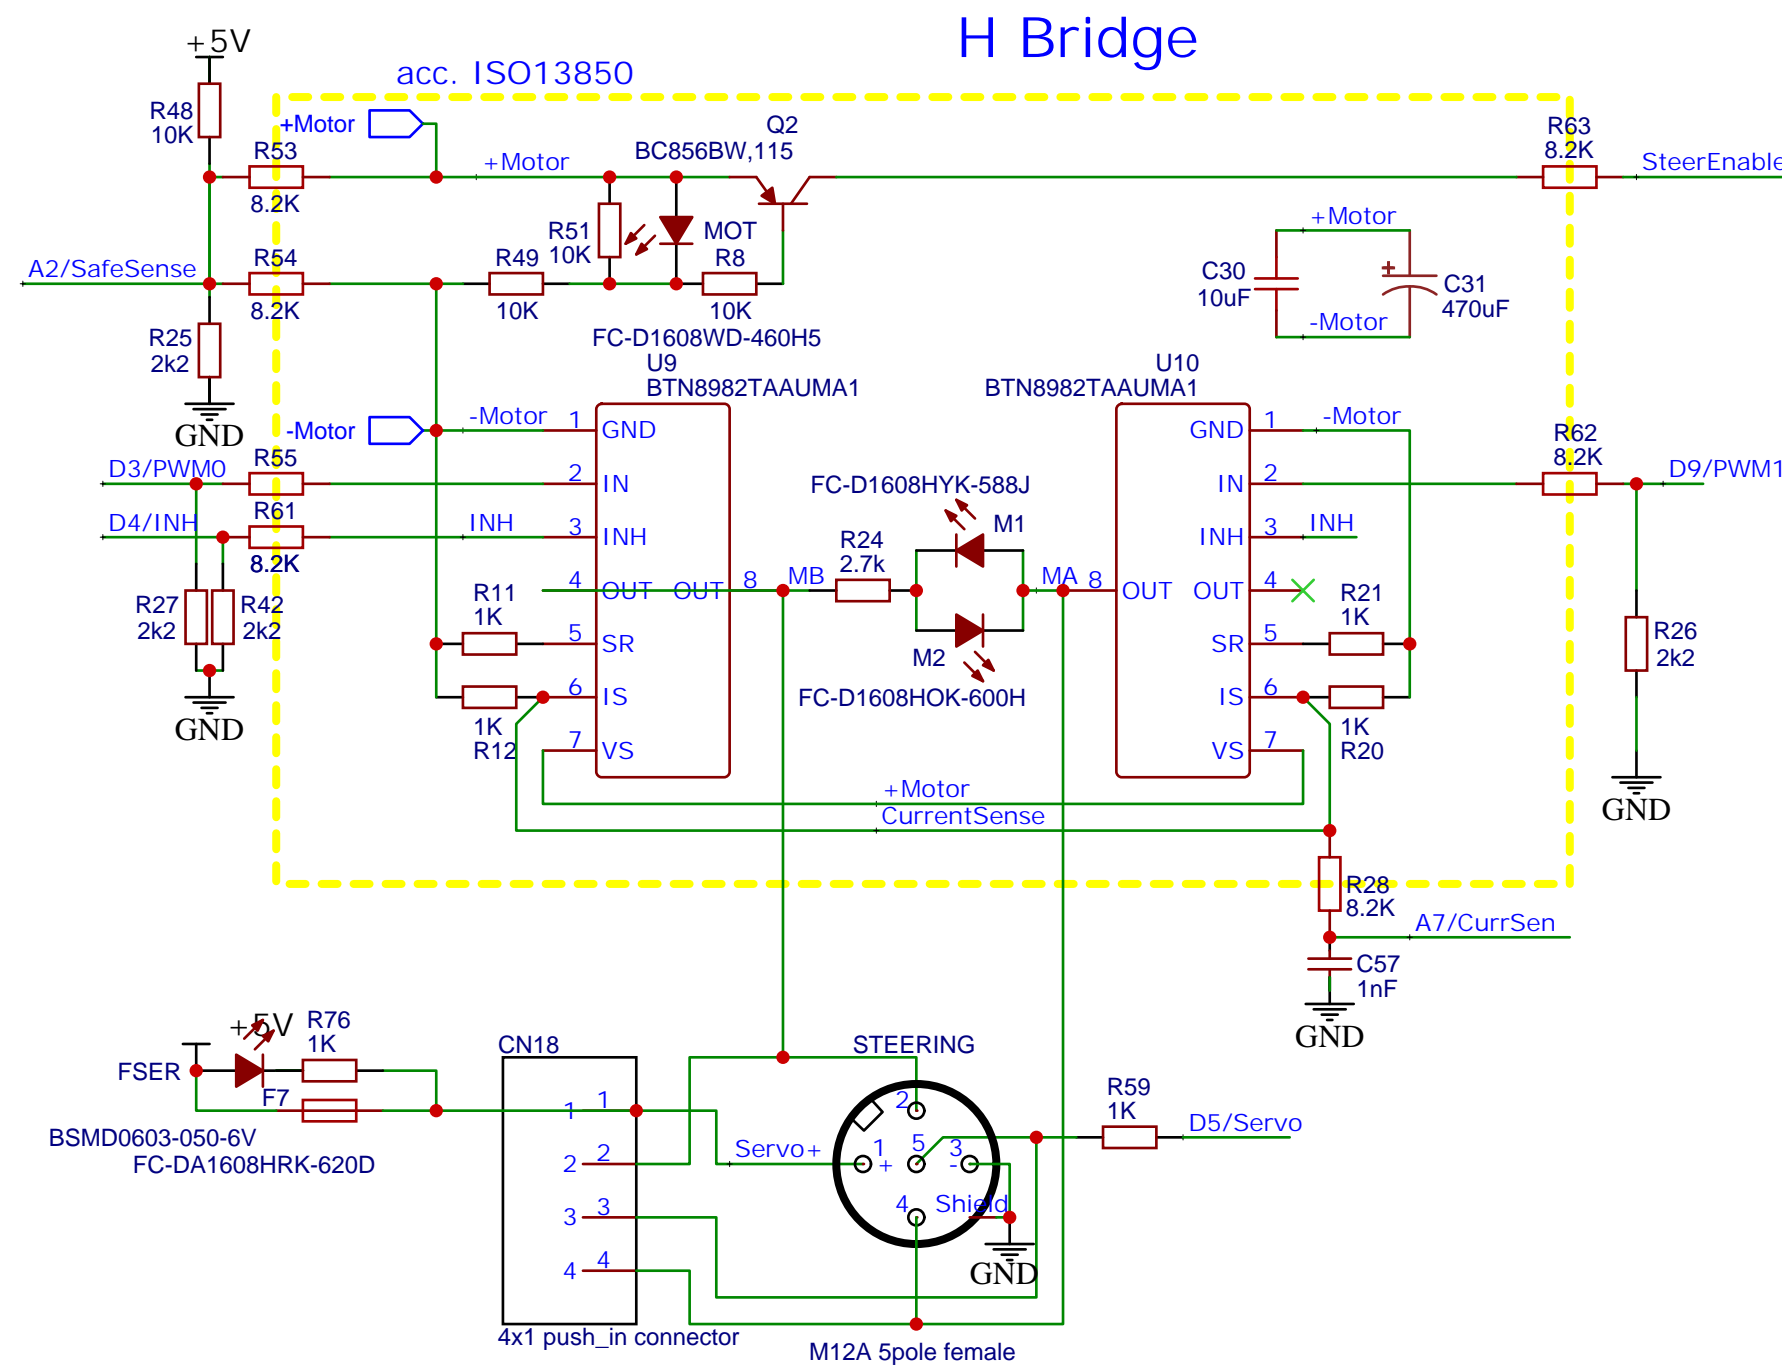 H Bridge
+5V
acc. ISO13850
R48
10K
+Motor
R53
8.2K
+Motor
Q2
BC856BW,115
R63
8.2K
SteerEnable
R51
10K
MOT
+Motor
A2/SafeSense
R54
8.2K
R49
10K
R8
10K
C30
10uF
C31
470uF
-Motor
FC-D1608WD-460H5
R25
2k2
GND
U9
BTN8982TAAUMA1
U10
BTN8982TAAUMA1
-Motor
-Motor
1
GND
GND
1
-Motor
R62
8.2K
D3/PWM0
R55
2
IN
IN
2
D9/PWM1
FC-D1608HYK-588J
D4/INH
R61
8.2K
INH
3
INH
M1
INH
3
INH
R24
2.7k
4
OUT
OUT
8
MB
MA
8
OUT
OUT
4
R27
2k2
R42
2k2
R11
1K
R21
1K
5
SR
M2
SR
5
R26
2k2
FC-D1608HOK-600H
6
IS
IS
6
GND
1K
R12
1K
R20
7
VS
VS
7
+Motor
CurrentSense
GND
R28
8.2K
A7/CurrSen
C57
1nF
GND
+5V
R76
1K
FSER
F7
BSMD0603-050-6V
FC-DA1608HRK-620D
CN18
1
1
2
2
3
3
4
4
4x1 push_in connector
STEERING
2
Servo+
1
+
5
3
-
4
Shield
GND
M12A 5pole female
R59
1K
D5/Servo